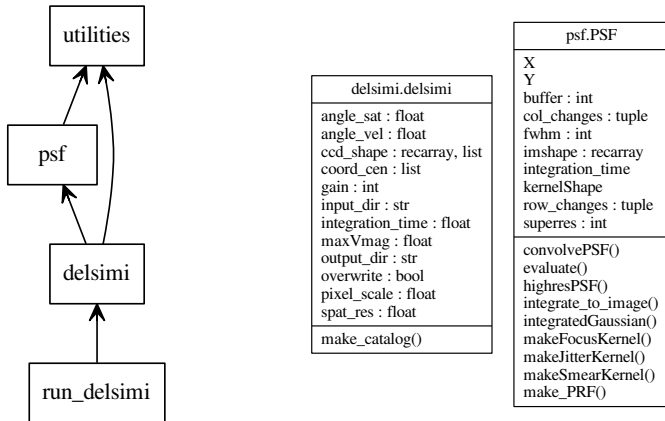 utilities
psf
delsimi
run_delsimi
delsimi.delsimi
angle_sat : float
angle_vel : float
ccd_shape : recarray, list
coord_cen : list
gain : int
input_dir : str
integration_time : float
maxVmag : float
output_dir : str
overwrite : bool
pixel_scale : float
spat_res : float
make_catalog()
psf.PSF
X
Y
buffer : int
col_changes : tuple
fwhm : int
imshape : recarray
integration_time
kernelShape
row_changes : tuple
superres : int
convolvePSF()
evaluate()
highresPSF()
integrate_to_image()
integratedGaussian()
makeFocusKernel()
makeJitterKernel()
makeSmearKernel()
make_PRF()